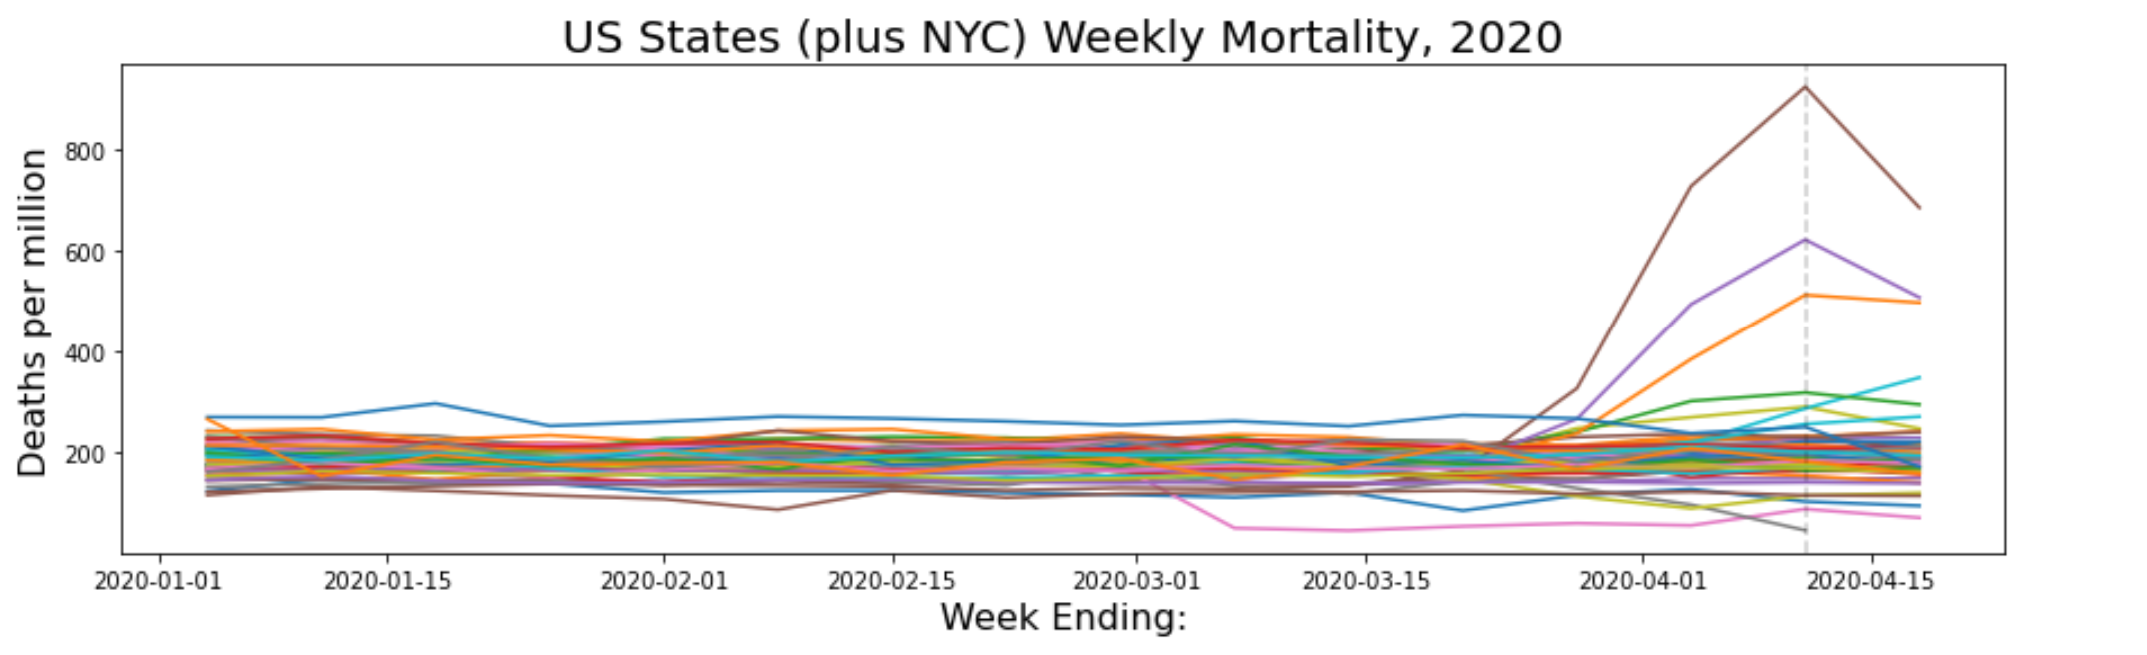 US States (plus NYC) Weekly Mortality, 2020
Deaths per million
800
600
400
200
2020-01-01 2020-01-15 2020-02-01 2020-02-15 2020-03-01 2020-03-15 2020-04-01 2020-04-15
Week Ending: